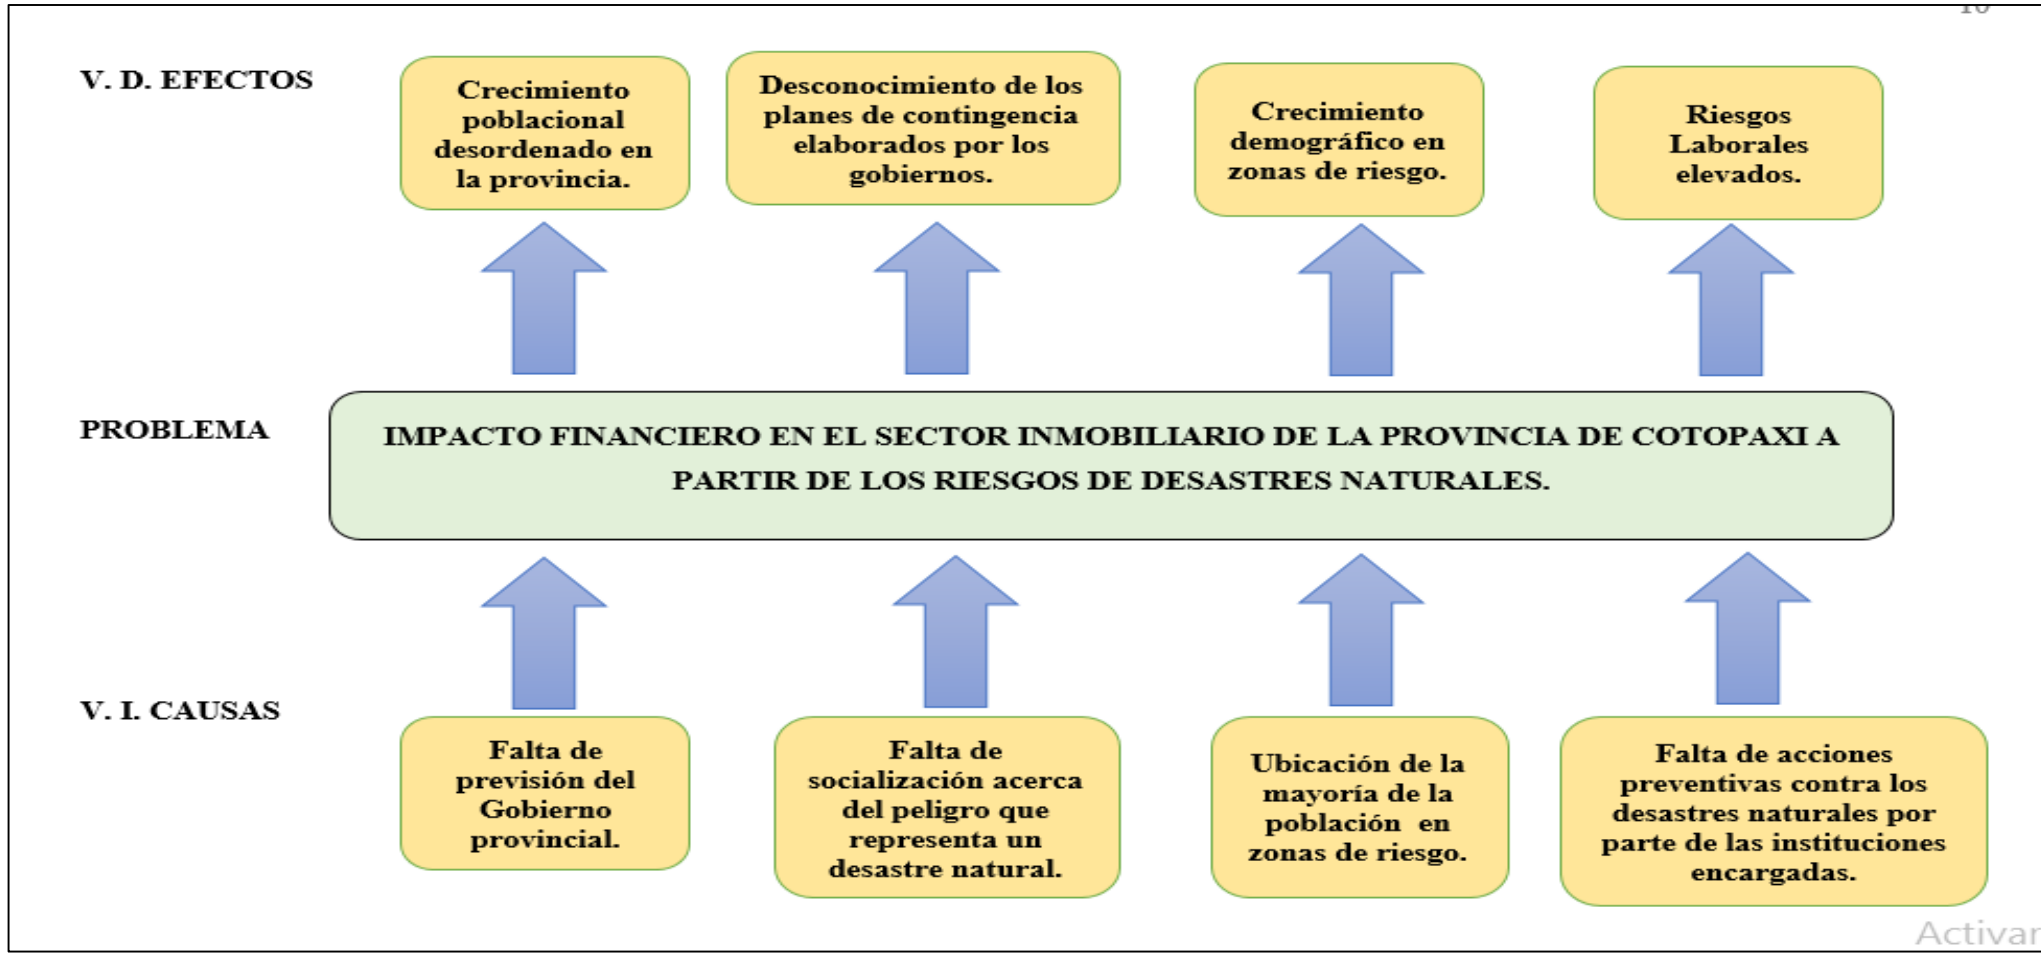 V. D. EFECTOS
Crecimiento
poblacional
desordenado en
la provincia.
Desconocimiento de los
planes de contingencia
elaborados por los
gobiernos.
Crecimiento
demográfico en
zonas de riesgo.
Riesgos
Laborales
elevados.
PROBLEMA
IMPACTO FINANCIERO EN EL SECTOR INMOBILIARIO DE LA PROVINCIA DE COTOPAXI A
PARTIR DE LOS RIESGOS DE DESASTRES NATURALES.
V. I. CAUSAS
Falta de
previsión del
Gobierno
provincial.
Falta de
socialización acerca
del peligro que
representa un
desastre natural.
Ubicación de la
mayoría de la
población en
zonas de riesgo.
Falta de acciones
preventivas contra los
desastres naturales por
parte de las instituciones
encargadas.
Activar